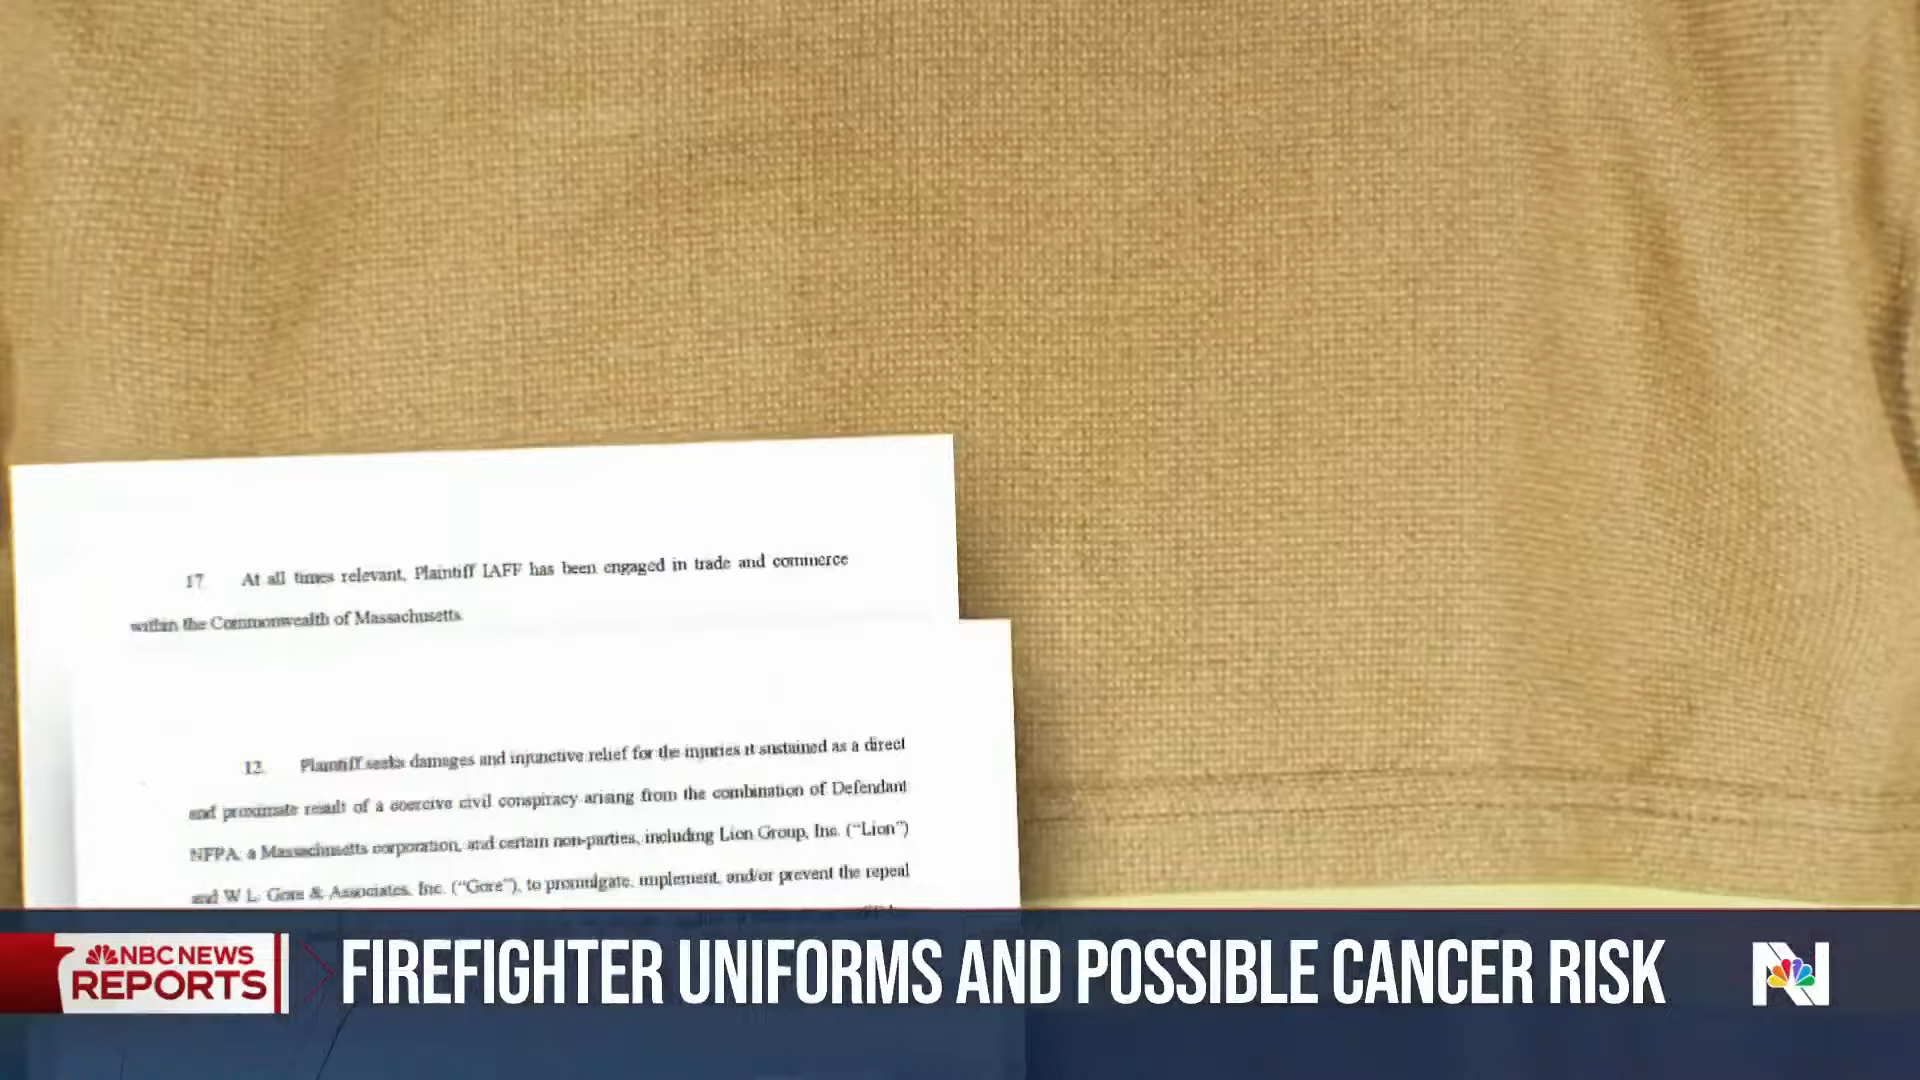 17. At all times relevant, Plaintiff IAFF has been engaged in trade and commerce
within the Commonwealth of Massachusetts.
12. Plaintiff seeks damages and injunctive relief for the injuries it sustained as a direct
and proximate result of a coercive civil conspiracy arising from the combination of Defendant
NFPA, a Massachusetts corporation, and certain non-parties, including Lion Group, Inc. (“Lion”)
and W.L. Gore & Associates, Inc. (“Gore”), to promulgate, implement, and/or prevent the repeal
NBC NEWS
REPORTS
FIREFIGHTER UNIFORMS AND POSSIBLE CANCER RISK
N